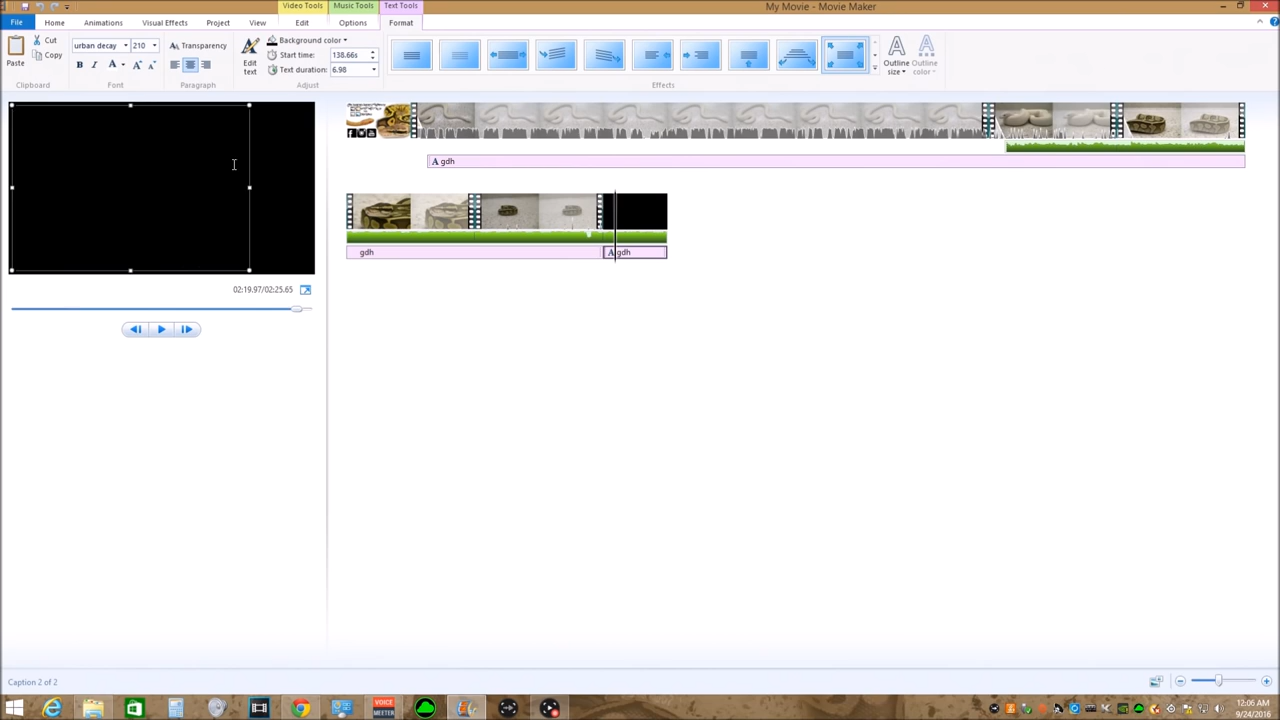 Video Tools Music Tools Text Tools My Movie - Movie Maker
File Home Animations Visual Effects Project View Edit Options Format
Paste
Cut
Copy
Clipboard
urban decay 210
B I A A A
Font
Transparency
Paragraph
Edit text
Background color
Start time: 138.66s
Text duration: 6.98
Adjust
Effects
Outline size
Outline color
A gdh
gdh
A gdh
02:19.97/02:25.65
Caption 2 of 2
VOICE
MEETER
12:06 AM
9/24/2016